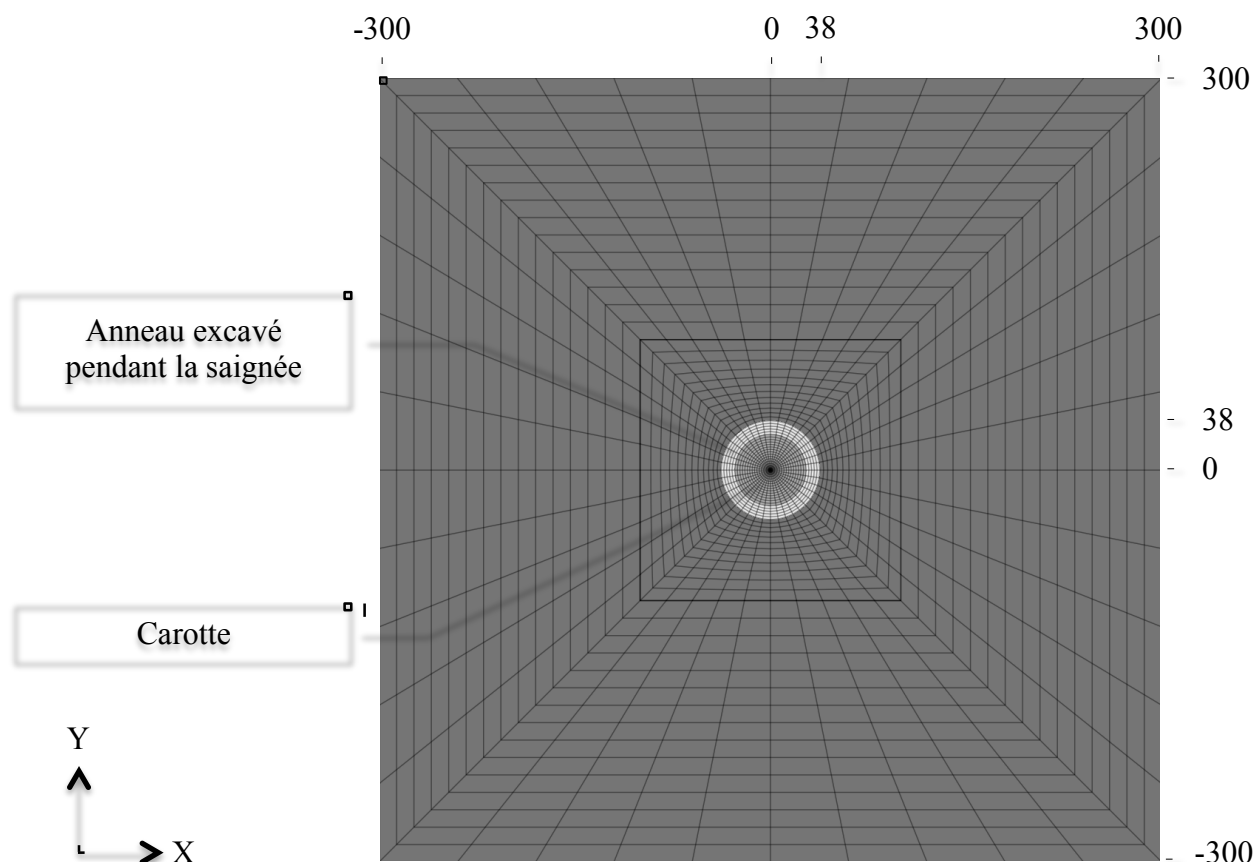 -300 0 38 300
300
Anneau excavé
pendant la saignée
38
0
Carotte
Y
X
-300